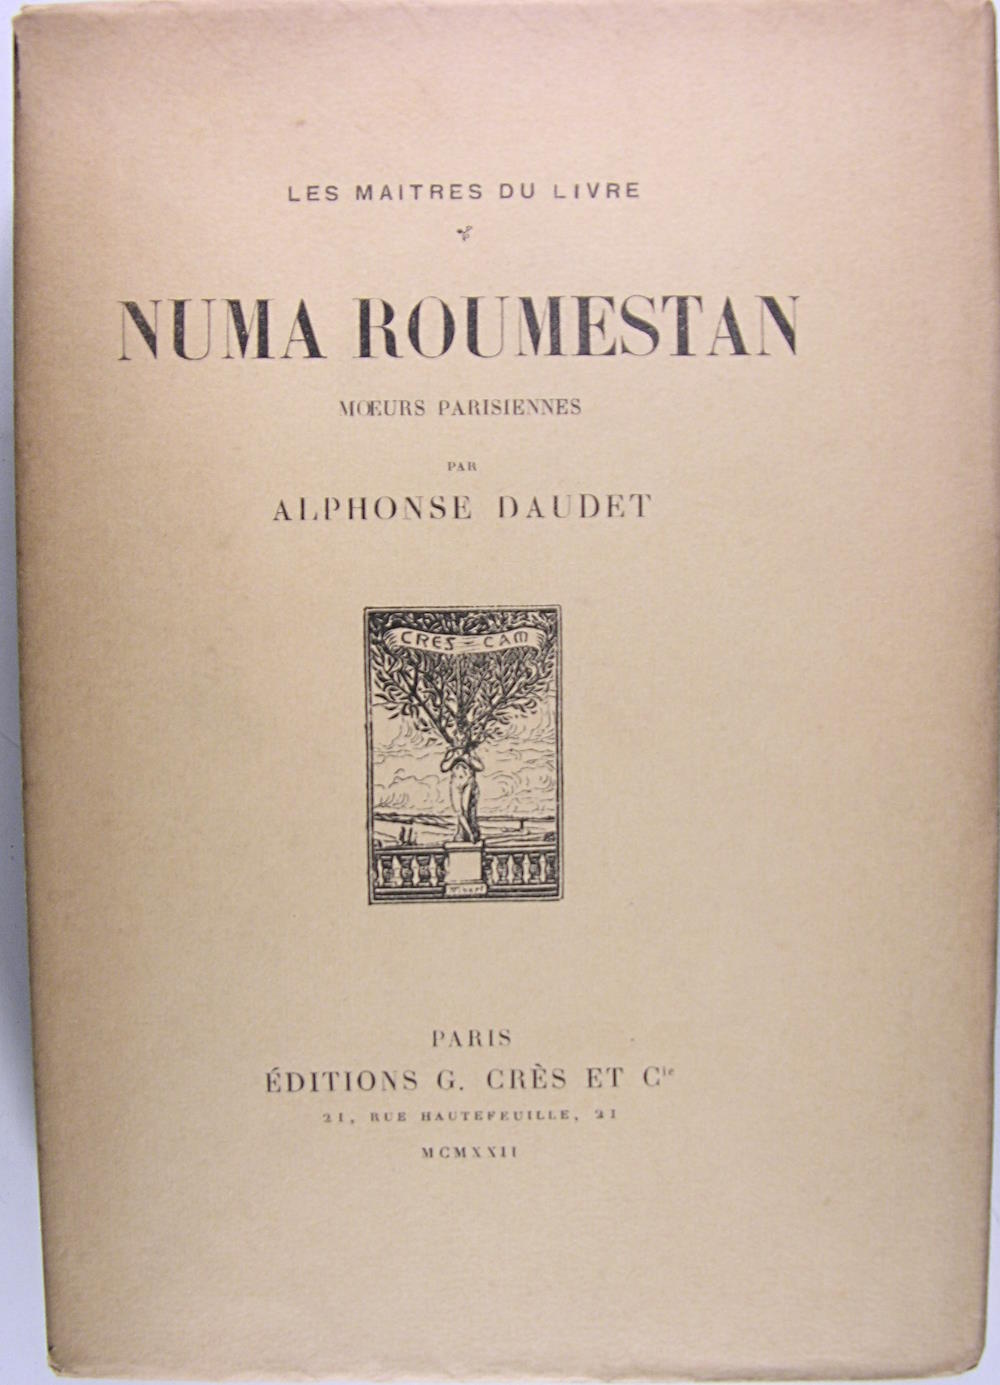 LES MAITRES DU LIVRE
NUMA ROUMESTAN
MŒURS PARISIENNES
PAR
ALPHONSE DAUDET
CRES - CAM
PARIS
ÉDITIONS G. CRÈS ET Cie
21, RUE HAUTEFEUILLE, 21
MCMXXII